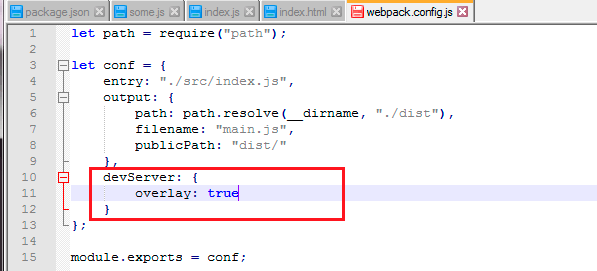 package.json some.js index.js index.html webpack.config.js
1 let path = require("path");
2
3 let conf = {
4 entry: "./src/index.js",
5 output: {
6 path: path.resolve(__dirname, "./dist"),
7 filename: "main.js",
8 publicPath: "dist/"
9 },
10 devServer: {
11 overlay: true
12 }
13 };
14
15 module.exports = conf;